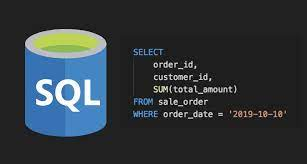 SQL
SELECT
order_id,
customer_id,
SUM(total_amount)
FROM sale_order
WHERE order_date = '2019-10-10'